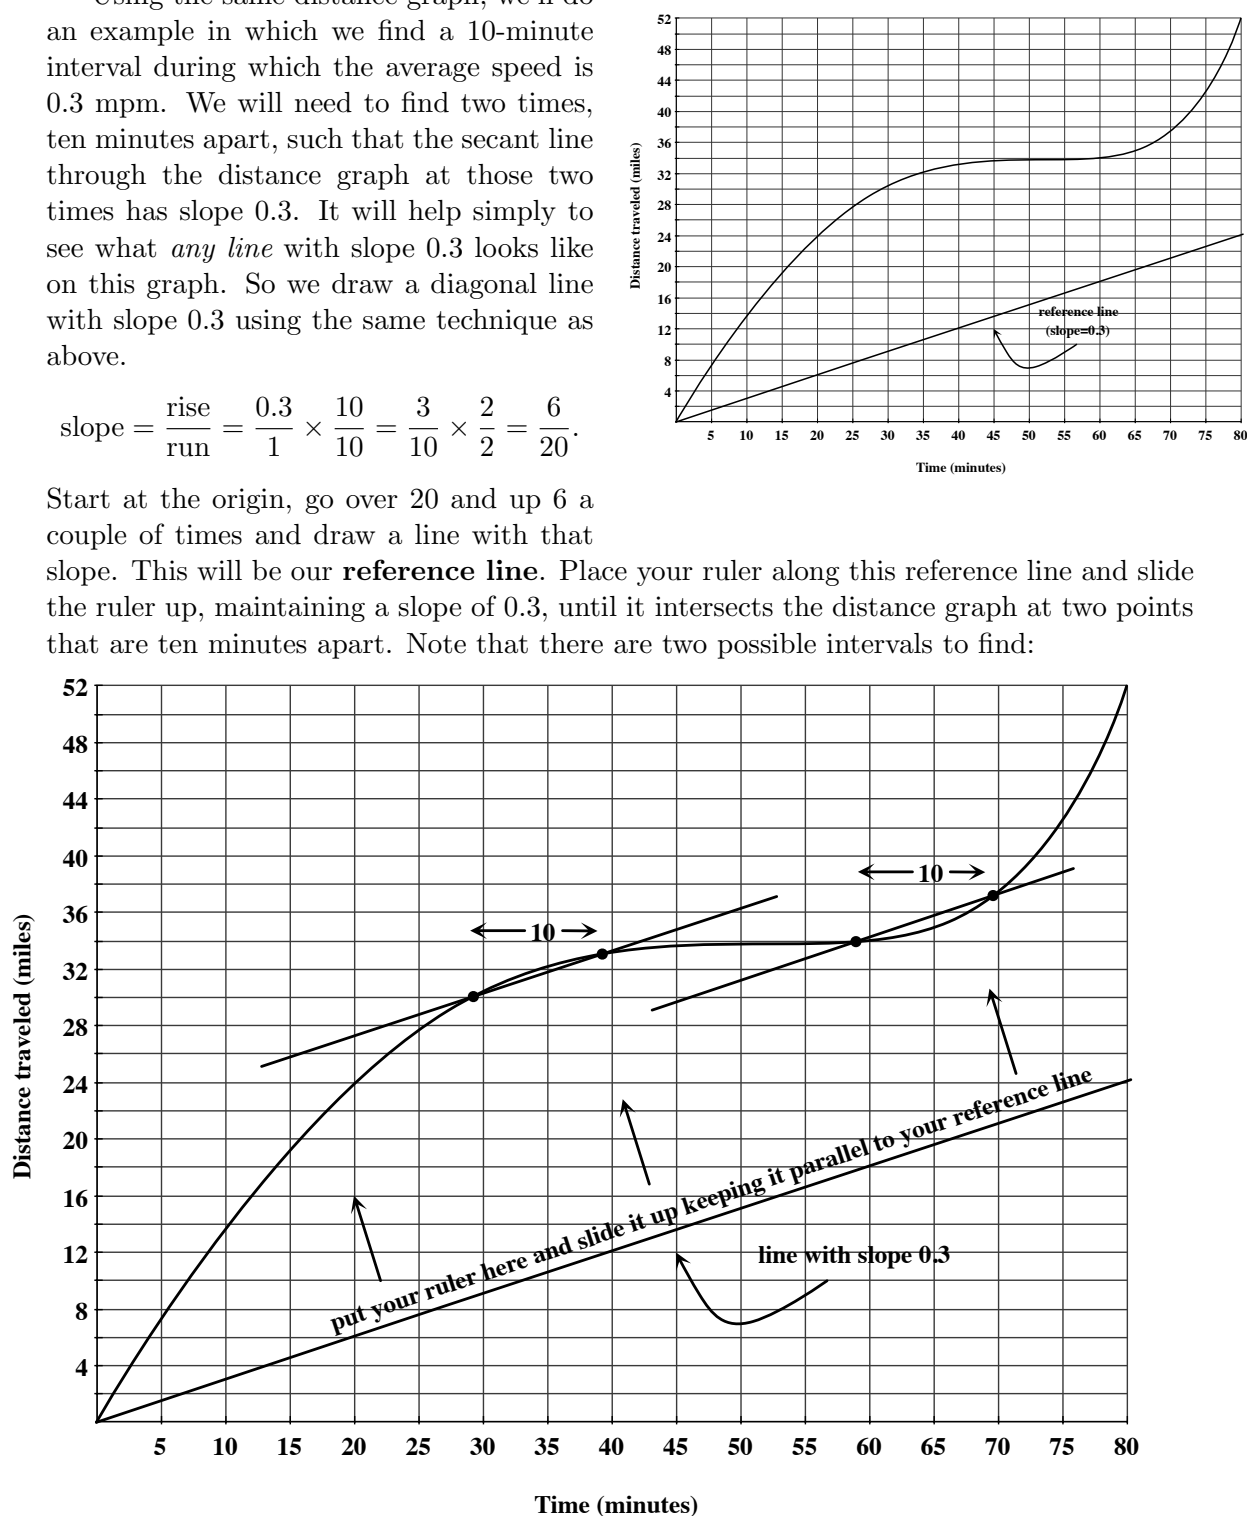 Using the same distance graph, we'll do
an example in which we find a 10-minute
interval during which the average speed is
0.3 mpm. We will need to find two times,
ten minutes apart, such that the secant line
through the distance graph at those two
times has slope 0.3. It will help simply to
see what any line with slope 0.3 looks like
on this graph. So we draw a diagonal line
with slope 0.3 using the same technique as
above.
slope = rise/run = 0.3/1 × 10/10 = 3/10 × 2/2 = 6/20.
Start at the origin, go over 20 and up 6 a
couple of times and draw a line with that
52
48
44
40
36
32
28
24
20
16
12
8
4
Distance traveled (miles)
reference line
(slope=0.3)
5 10 15 20 25 30 35 40 45 50 55 60 65 70 75 80
Time (minutes)
slope. This will be our reference line. Place your ruler along this reference line and slide
the ruler up, maintaining a slope of 0.3, until it intersects the distance graph at two points
that are ten minutes apart. Note that there are two possible intervals to find:
52
48
44
40
36
32
28
24
20
16
12
8
4
Distance traveled (miles)
10
10
put your ruler here and slide it up keeping it parallel to your reference line
line with slope 0.3
5 10 15 20 25 30 35 40 45 50 55 60 65 70 75 80
Time (minutes)